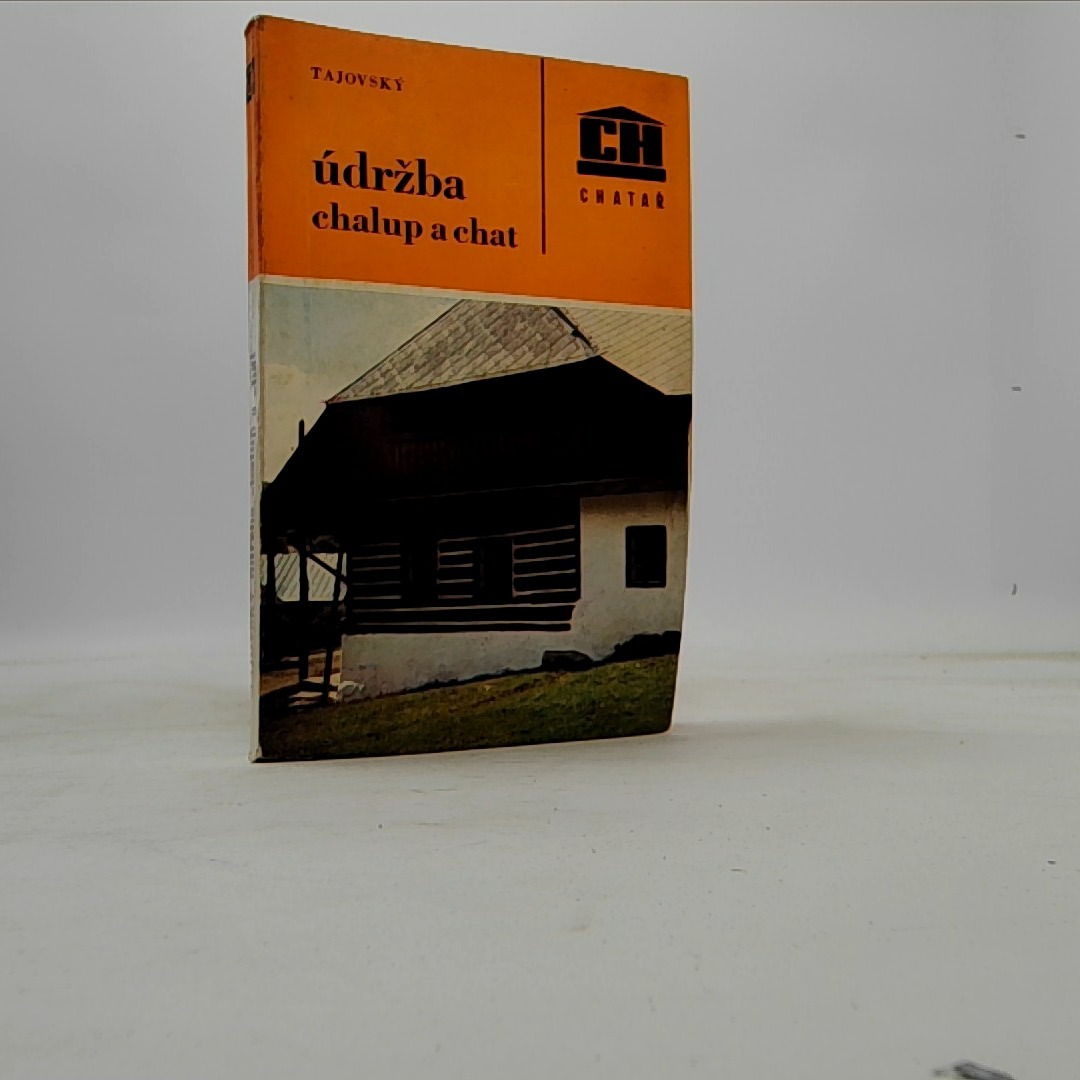 TAJOVSKÝ
údržba
chalup a chat
CH
CHATAŘ